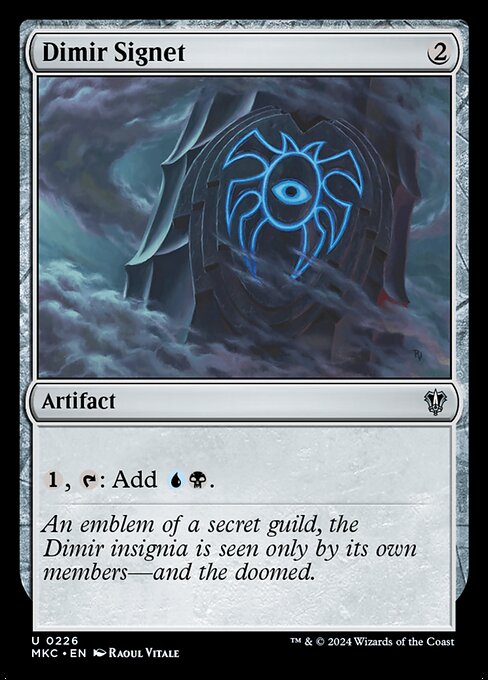 Dimir Signet 2
Artifact
1, : Add .
An emblem of a secret guild, the
Dimir insignia is seen only by its own
members—and the doomed.
U 0226
MKC • EN Raoul Vitale
™ & © 2024 Wizards of the Coast